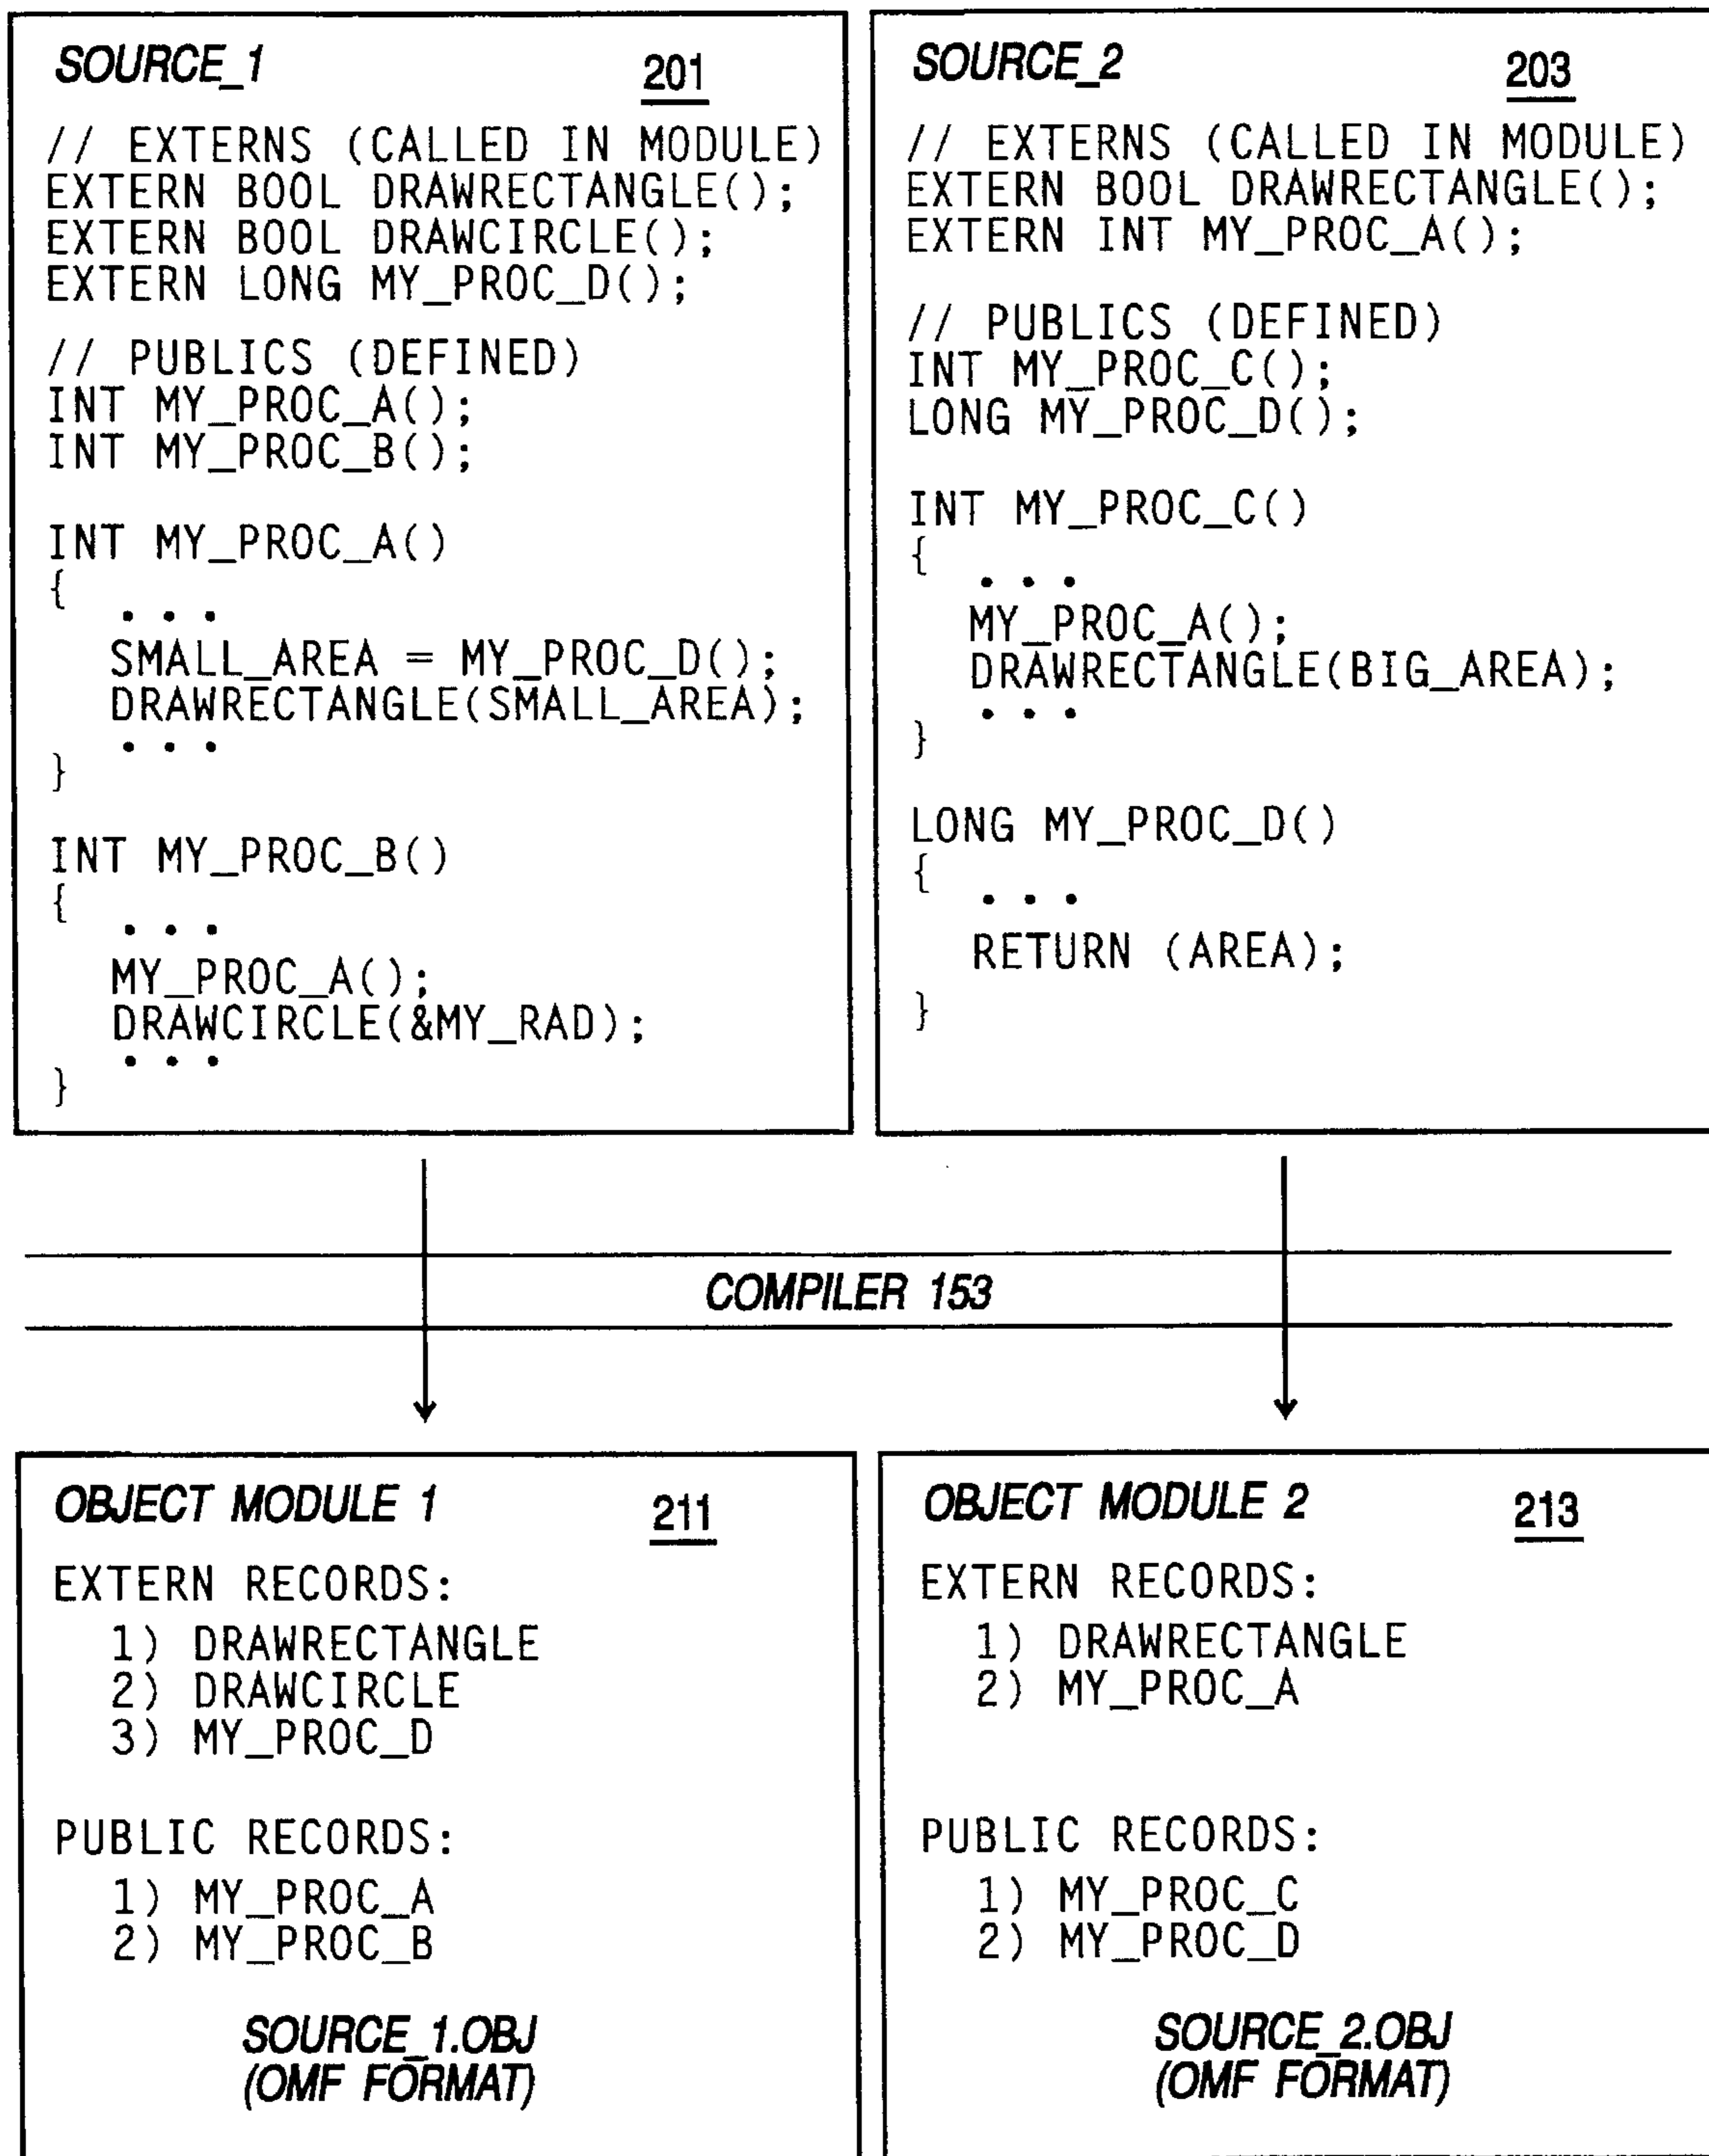 SOURCE_1 201
// EXTERNS (CALLED IN MODULE)
EXTERN BOOL DRAWRECTANGLE();
EXTERN BOOL DRAWCIRCLE();
EXTERN LONG MY_PROC_D();
// PUBLICS (DEFINED)
INT MY_PROC_A();
INT MY_PROC_B();
INT MY_PROC_A()
{
• • •
SMALL_AREA = MY_PROC_D();
DRAWRECTANGLE(SMALL_AREA);
• • •
}
INT MY_PROC_B()
{
• • •
MY_PROC_A();
DRAWCIRCLE(&MY_RAD);
• • •
}
SOURCE_2 203
// EXTERNS (CALLED IN MODULE)
EXTERN BOOL DRAWRECTANGLE();
EXTERN INT MY_PROC_A();
// PUBLICS (DEFINED)
INT MY_PROC_C();
LONG MY_PROC_D();
INT MY_PROC_C()
{
• • •
MY_PROC_A();
DRAWRECTANGLE(BIG_AREA);
• • •
}
LONG MY_PROC_D()
{
• • •
RETURN (AREA);
}
COMPILER 153
OBJECT MODULE 1 211
EXTERN RECORDS:
1) DRAWRECTANGLE
2) DRAWCIRCLE
3) MY_PROC_D
PUBLIC RECORDS:
1) MY_PROC_A
2) MY_PROC_B
SOURCE_1.OBJ
(OMF FORMAT)
OBJECT MODULE 2 213
EXTERN RECORDS:
1) DRAWRECTANGLE
2) MY_PROC_A
PUBLIC RECORDS:
1) MY_PROC_C
2) MY_PROC_D
SOURCE_2.OBJ
(OMF FORMAT)